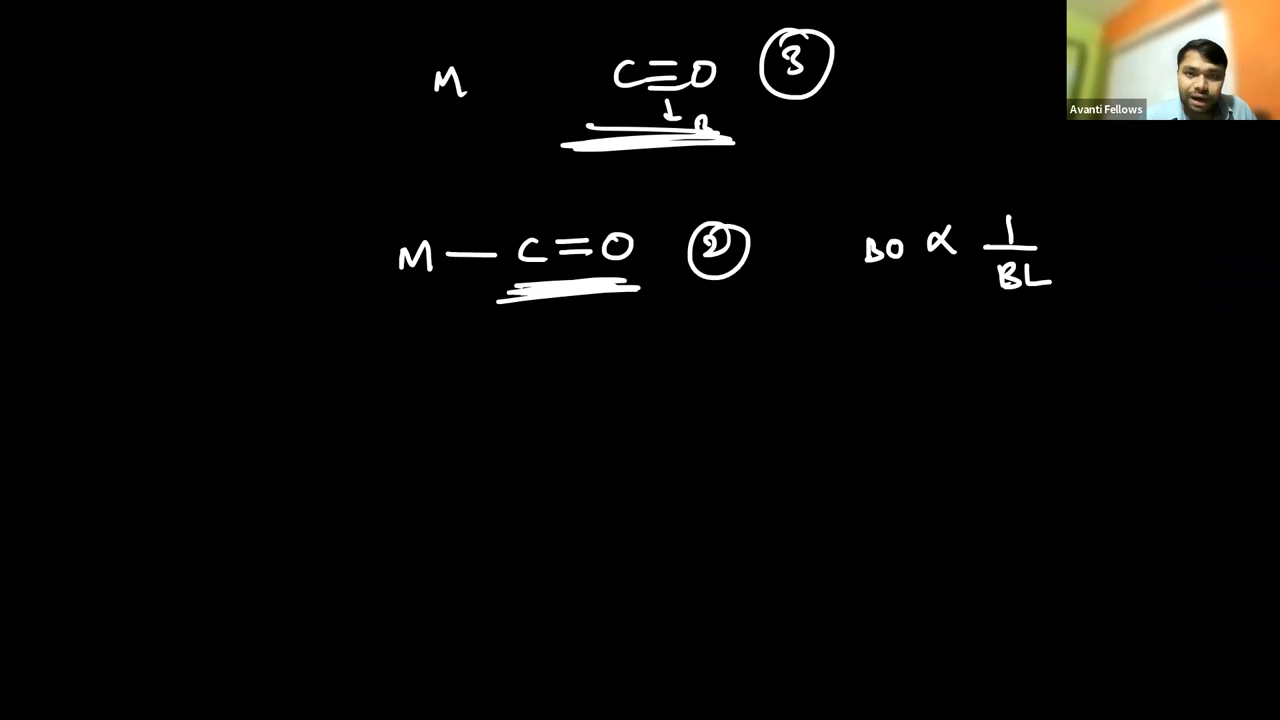 M C≡O 3
Avanti Fellows
M — C=O 2 BO ∝ 1/BL